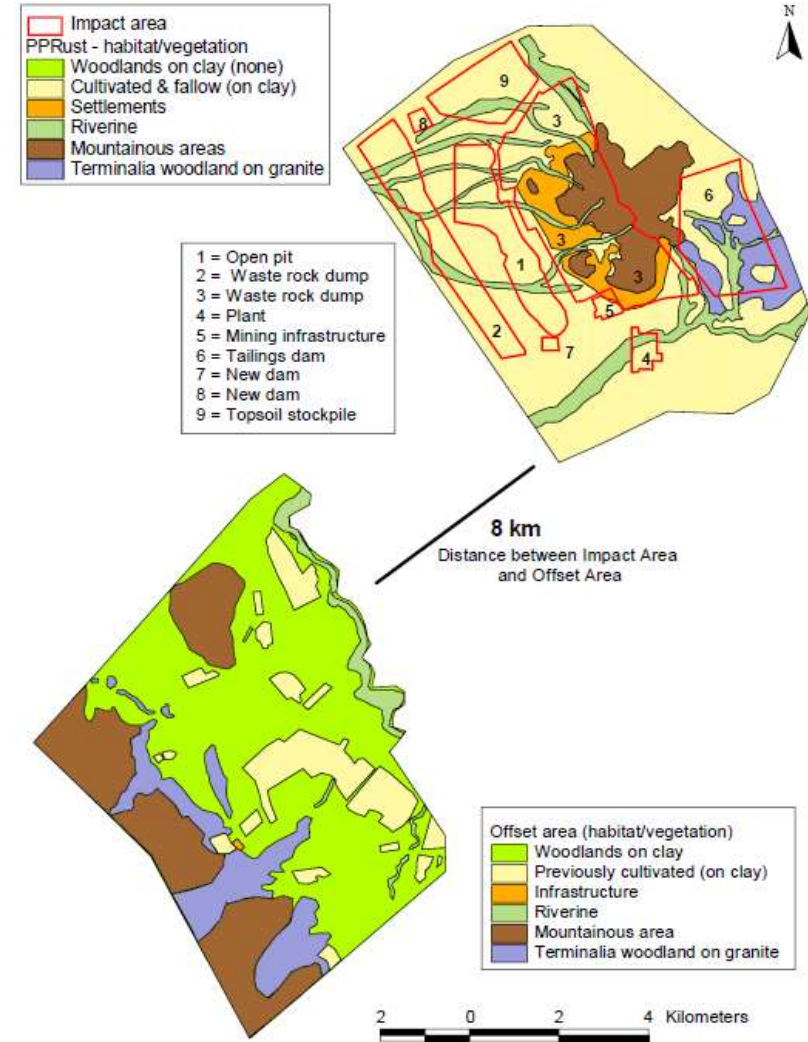 Impact area
PPRust - habitat/vegetation
Woodlands on clay (none)
Cultivated & fallow (on clay)
Settlements
Riverine
Mountainous areas
Terminalia woodland on granite
N
9
8
3
6
1 = Open pit
2 = Waste rock dump
3 = Waste rock dump
4 = Plant
5 = Mining infrastructure
6 = Tailings dam
7 = New dam
8 = New dam
9 = Topsoil stockpile
3
1
3
5
2
7
4
8 km
Distance between Impact Area
and Offset Area
Offset area (habitat/vegetation)
Woodlands on clay
Previously cultivated (on clay)
Infrastructure
Riverine
Mountainous area
Terminalia woodland on granite
2 0 2 4 Kilometers